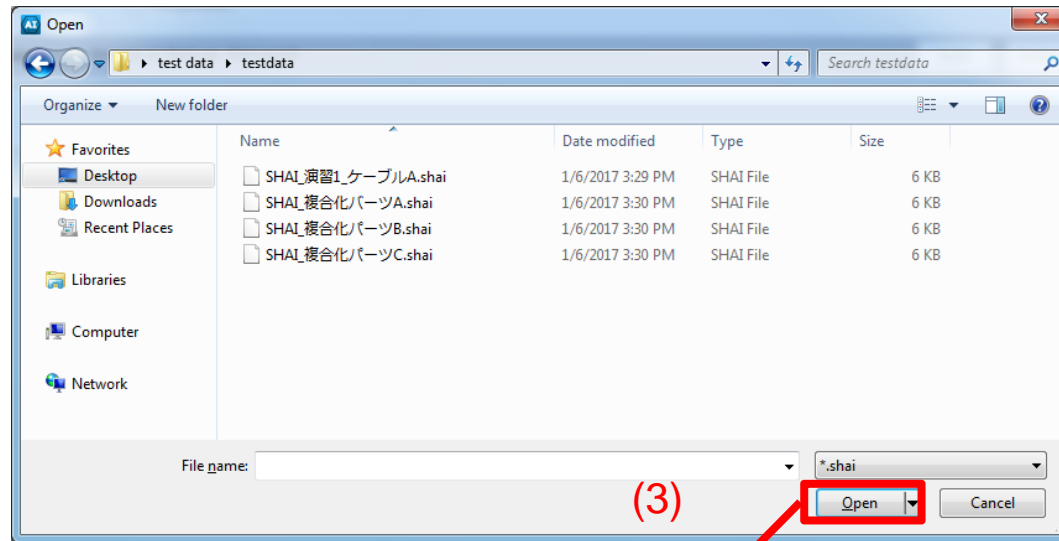 AI Open
test data testdata
Search testdata
Organize New folder
Name Date modified Type Size
Favorites
Desktop
Downloads
Recent Places
Libraries
Computer
Network
SHAI_演習1_ケーブルA.shai 1/6/2017 3:29 PM SHAI File 6 KB
SHAI_複合化パーツA.shai 1/6/2017 3:30 PM SHAI File 6 KB
SHAI_複合化パーツB.shai 1/6/2017 3:30 PM SHAI File 6 KB
SHAI_複合化パーツC.shai 1/6/2017 3:30 PM SHAI File 6 KB
File name: *.shai
(3)
Open Cancel